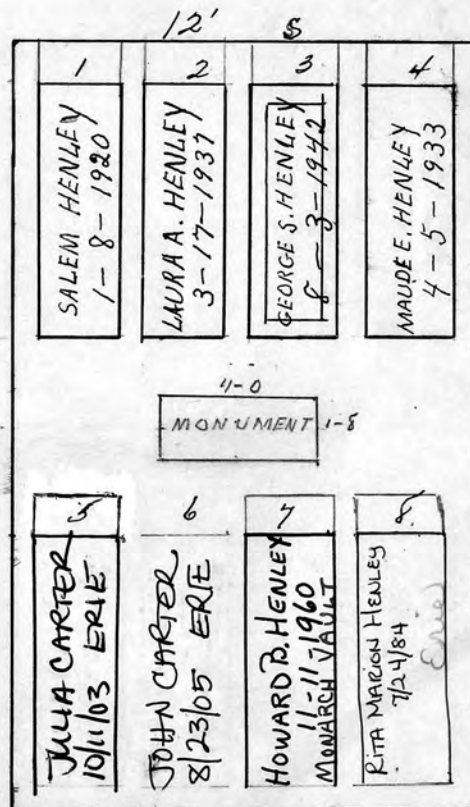 12' S
1
SALEM HENLEY
1-8-1920
2
LAURA A. HENLEY
3-17-1937
3
GEORGE S. HENLEY
8-3-1942
4
MAUDE E. HENLEY
4-5-1933
4-0
MONUMENT 1-8
5
JULIA CARTER
10/11/03 ERIE
6
JOHN CARTER
8/23/05 ERIE
7
HOWARD B. HENLEY
11-11-1960
MONARCH VAULT
8
RITA MARION HENLEY
7/24/84
Erie